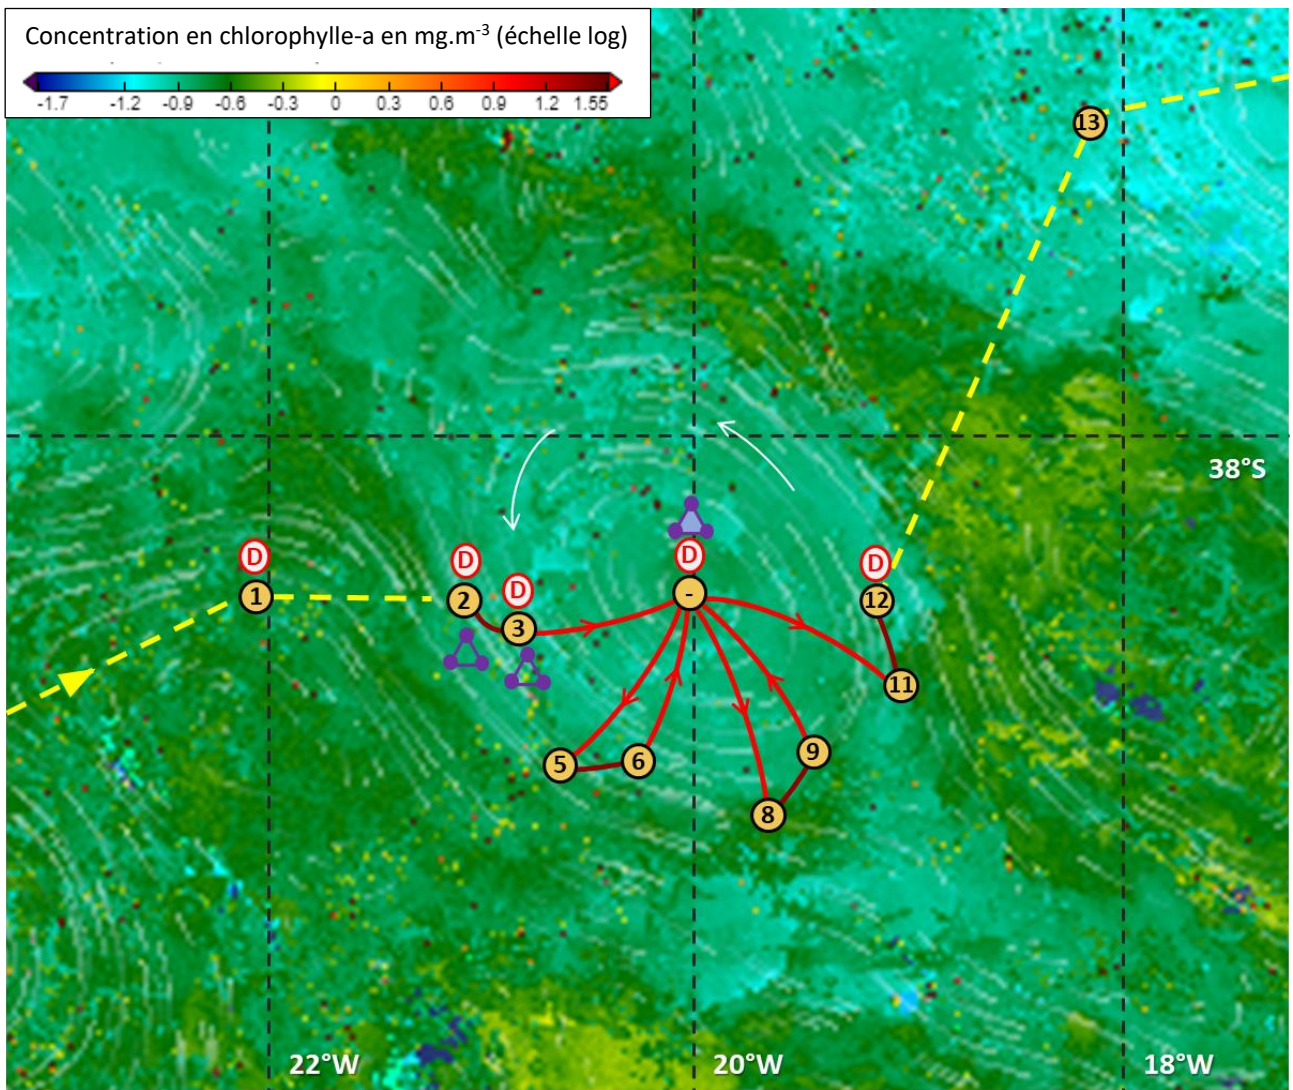 Concentration en chlorophylle-a en mg.m-3 (échelle log)
-1.7 -1.2 -0.9 -0.6 -0.3 0 0.3 0.6 0.9 1.2 1.55
13
38°S
D D D D D
1 2 3 - 12
11
5 6 9
8
22°W 20°W 18°W